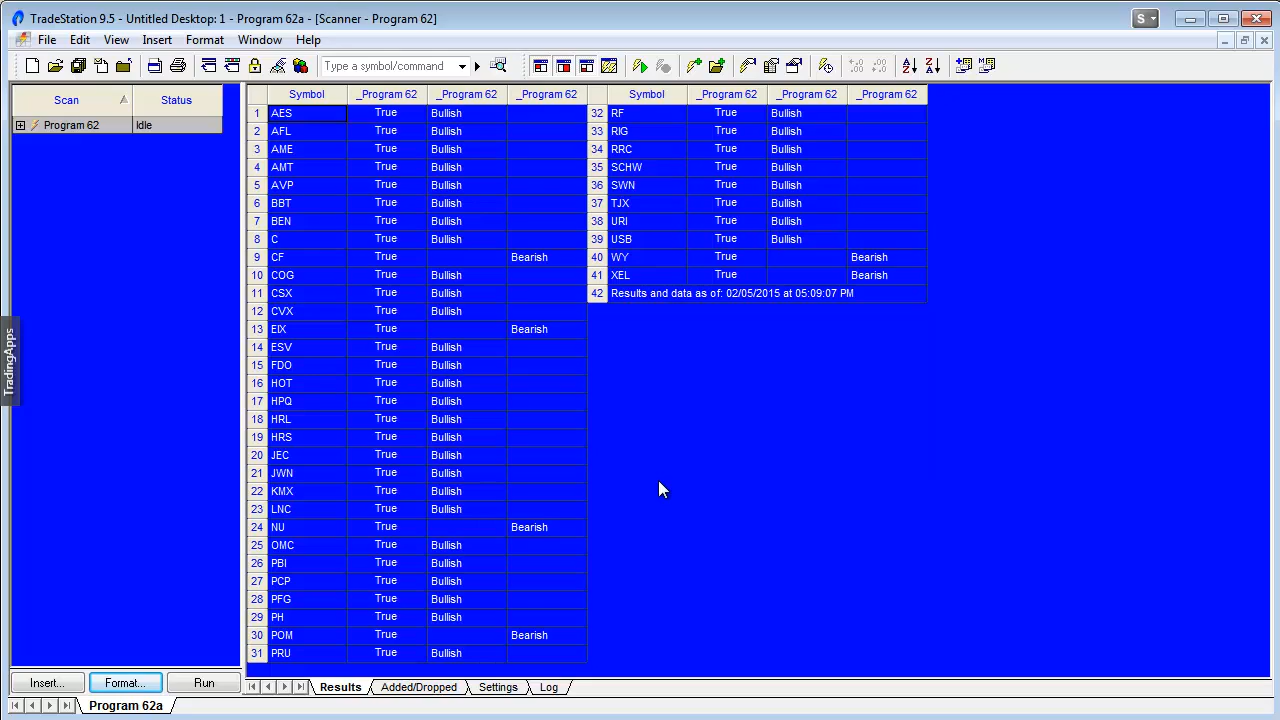 TradeStation 9.5 - Untitled Desktop: 1 - Program 62a - [Scanner - Program 62]
S
File Edit View Insert Format Window Help
Type a symbol/command
Scan Status
Program 62 Idle
TradingApps
Symbol _Program 62 _Program 62 _Program 62
1 AES True Bullish
2 AFL True Bullish
3 AME True Bullish
4 AMT True Bullish
5 AVP True Bullish
6 BBT True Bullish
7 BEN True Bullish
8 C True Bullish
9 CF True Bearish
10 COG True Bullish
11 CSX True Bullish
12 CVX True Bullish
13 EIX True Bearish
14 ESV True Bullish
15 FDO True Bullish
16 HOT True Bullish
17 HPQ True Bullish
18 HRL True Bullish
19 HRS True Bullish
20 JEC True Bullish
21 JWN True Bullish
22 KMX True Bullish
23 LNC True Bullish
24 NU True Bearish
25 OMC True Bullish
26 PBI True Bullish
27 PCP True Bullish
28 PFG True Bullish
29 PH True Bullish
30 POM True Bearish
31 PRU True Bullish
Symbol _Program 62 _Program 62 _Program 62
32 RF True Bullish
33 RIG True Bullish
34 RRC True Bullish
35 SCHW True Bullish
36 SWN True Bullish
37 TJX True Bullish
38 URI True Bullish
39 USB True Bullish
40 WY True Bearish
41 XEL True Bearish
42 Results and data as of: 02/05/2015 at 05:09:07 PM
Insert... Format... Run
Results Added/Dropped Settings Log
Program 62a